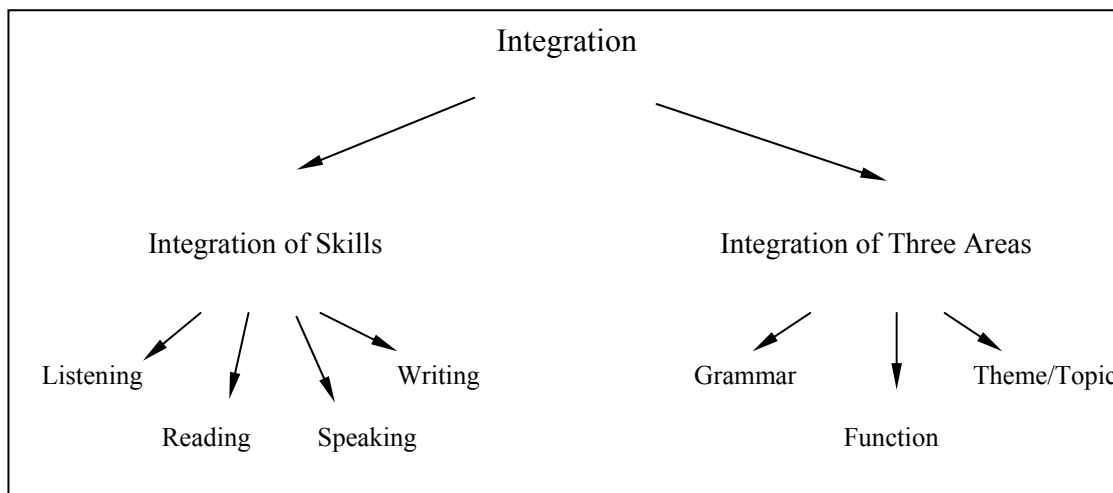 Integration
Integration of Skills
Integration of Three Areas
Listening
Writing
Reading
Speaking
Grammar
Theme/Topic
Function